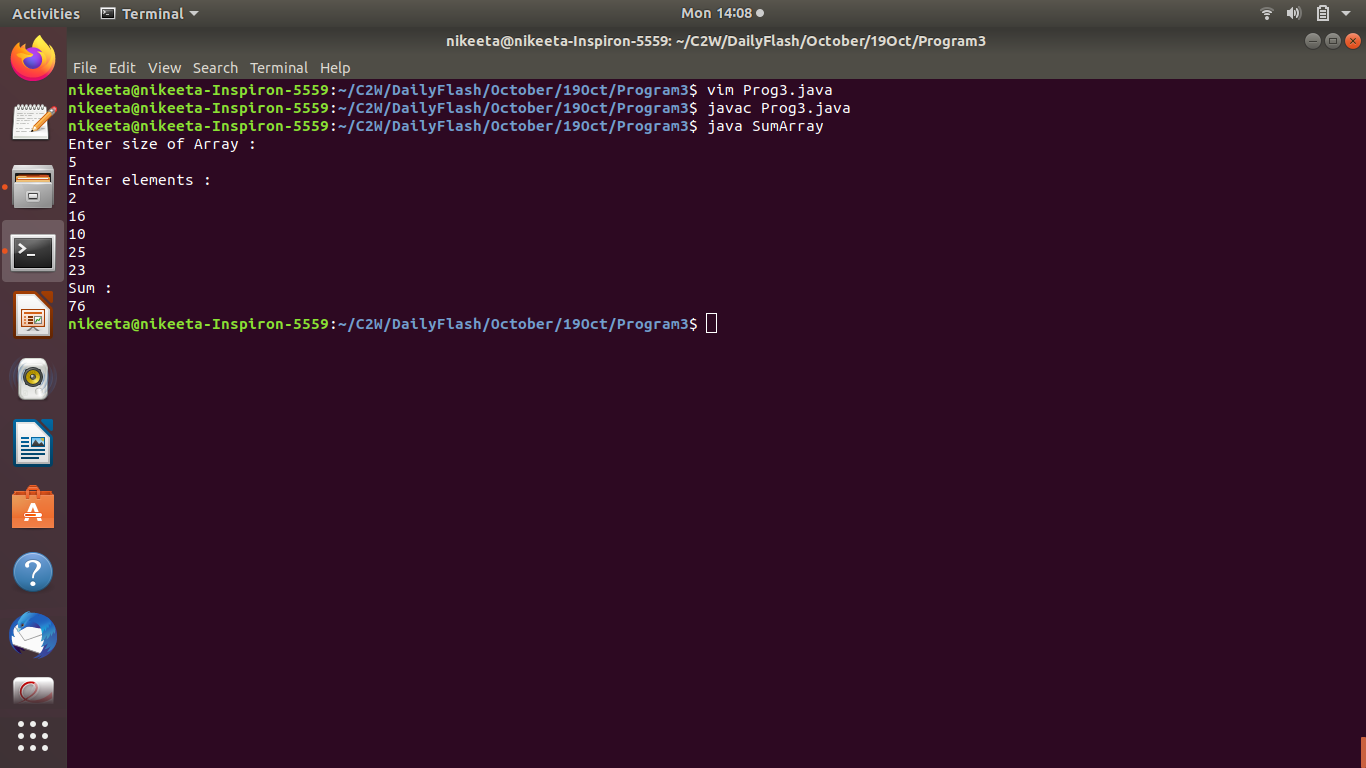 Activities Terminal Mon 14:08
nikeeta@nikeeta-Inspiron-5559: ~/C2W/DailyFlash/October/19Oct/Program3
File Edit View Search Terminal Help
nikeeta@nikeeta-Inspiron-5559:~/C2W/DailyFlash/October/19Oct/Program3$ vim Prog3.java
nikeeta@nikeeta-Inspiron-5559:~/C2W/DailyFlash/October/19Oct/Program3$ javac Prog3.java
nikeeta@nikeeta-Inspiron-5559:~/C2W/DailyFlash/October/19Oct/Program3$ java SumArray
Enter size of Array :
5
Enter elements :
2
16
10
25
23
Sum :
76
nikeeta@nikeeta-Inspiron-5559:~/C2W/DailyFlash/October/19Oct/Program3$